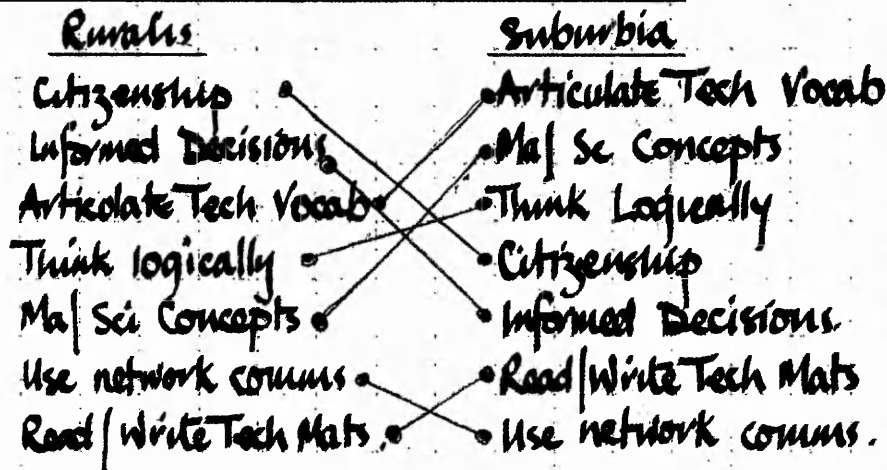 Ruralis Suburbia
Citizenship Articulate Tech Vocab
Informed Decisions Ma/ Sc Concepts
Articolate Tech Vocab Think Logically
Think logically Citizenship
Ma/ Sci Concepts Informed Decisions.
Use network comms Read/Write Tech Mats
Read/Write Tech Mats. Use network comms.